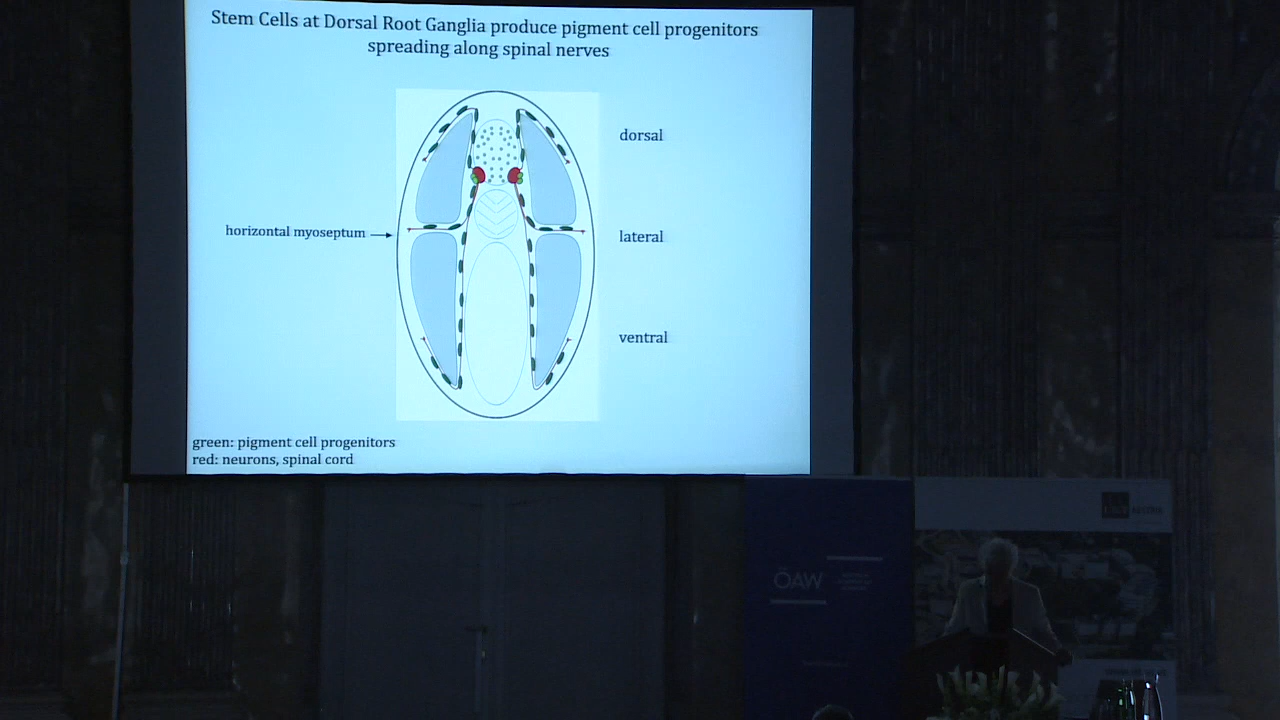 Stem Cells at Dorsal Root Ganglia produce pigment cell progenitors
spreading along spinal nerves
dorsal
horizontal myoseptum
lateral
ventral
green: pigment cell progenitors
red: neurons, spinal cord
ÖAW